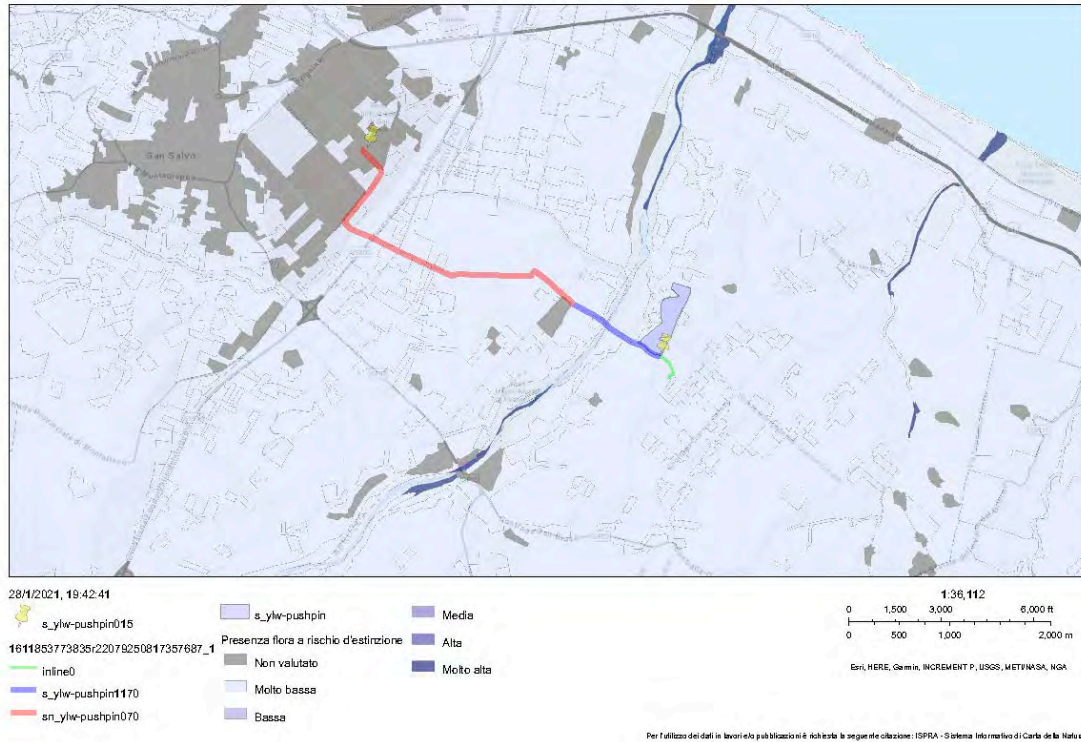 San Salvo
28/1/2021, 19:42:41
s_ylw-pushpin015
1611853773835r22079250817357687_1
inline0
s_ylw-pushpin1170
sn_ylw-pushpin070
s_ylw-pushpin
Presenza flora a rischio d'estinzione
Non valutato
Molto bassa
Bassa
Media
Alta
Molto alta
1:36,112
0 1,500 3,000 6,000 ft
0 500 1,000 2,000 m
Esri, HERE, Garmin, INCREMENT P, USGS, METI/NASA, NGA
Per l'utilizzo dei dati in lavori e/o pubblicazioni è richiesta la seguente citazione: ISPRA - Sistema Informativo di Carta della Natu